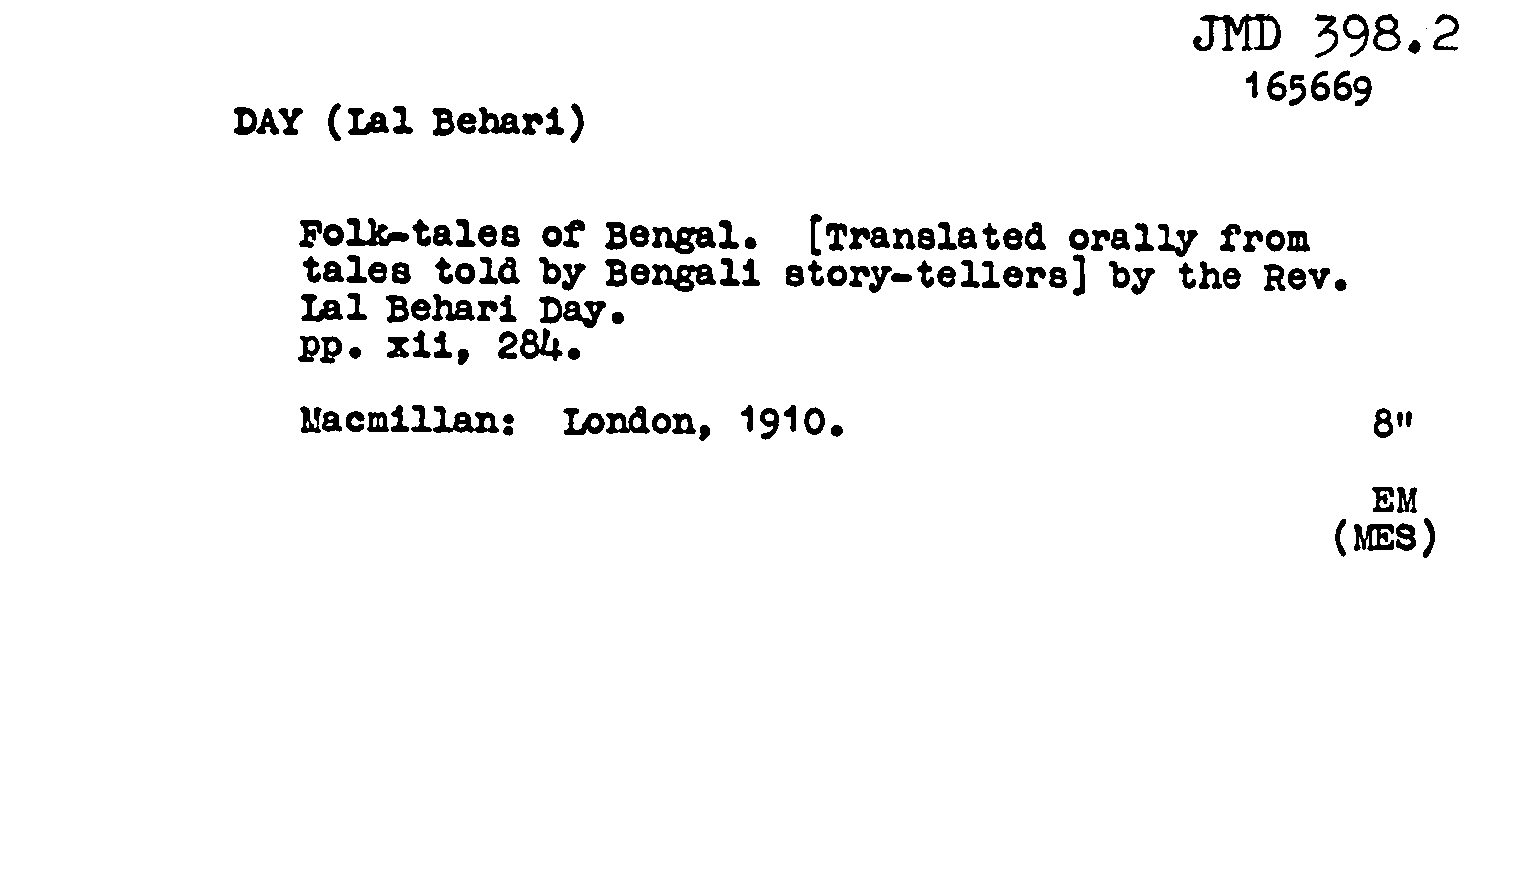 JMD 398.2
165669
DAY (Lal Behari)
Folk-tales of Bengal. [Translated orally from
tales told by Bengali story-tellers] by the Rev.
Lal Behari Day.
pp. xii, 284.
Macmillan: London, 1910. 8"
EM
(MES)